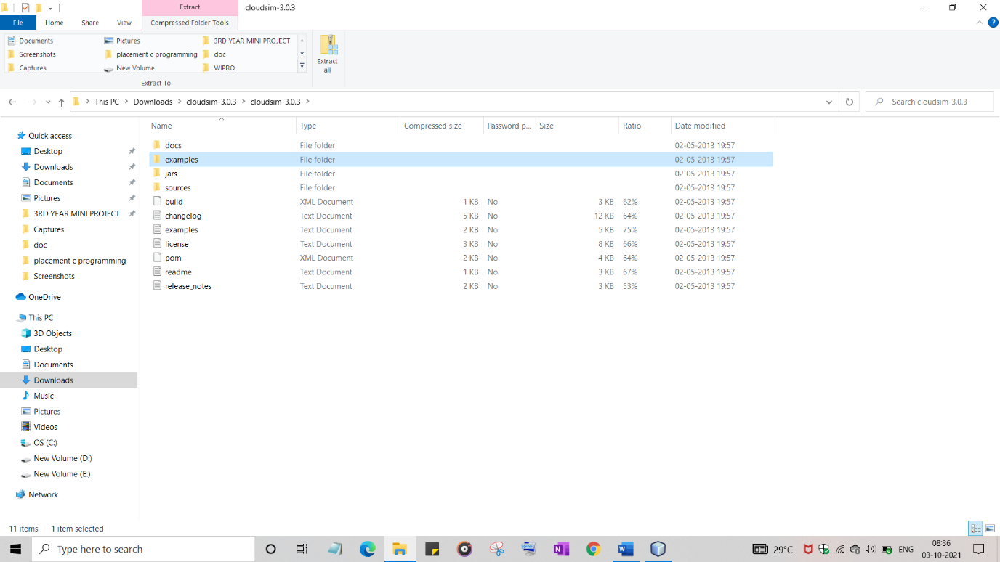 Extract
cloudsim-3.0.3
File Home Share View Compressed Folder Tools
Documents Pictures 3RD YEAR MINI PROJECT
Screenshots placement c programming doc
Captures New Volume WIPRO
Extract
all
Extract To
This PC Downloads cloudsim-3.0.3 cloudsim-3.0.3 Search cloudsim-3.0.3
Name Type Compressed size Password p... Size Ratio Date modified
docs File folder 02-05-2013 19:57
examples File folder 02-05-2013 19:57
jars File folder 02-05-2013 19:57
sources File folder 02-05-2013 19:57
build XML Document 1 KB No 3 KB 62% 02-05-2013 19:57
changelog Text Document 5 KB No 12 KB 64% 02-05-2013 19:57
examples Text Document 2 KB No 5 KB 75% 02-05-2013 19:57
license Text Document 3 KB No 8 KB 66% 02-05-2013 19:57
pom XML Document 2 KB No 4 KB 64% 02-05-2013 19:57
readme Text Document 1 KB No 3 KB 67% 02-05-2013 19:57
release_notes Text Document 2 KB No 3 KB 53% 02-05-2013 19:57
Quick access
Desktop
Downloads
Documents
Pictures
3RD YEAR MINI PROJECT
Captures
doc
placement c programming
Screenshots
OneDrive
This PC
3D Objects
Desktop
Documents
Downloads
Music
Pictures
Videos
OS (C:)
New Volume (D:)
New Volume (E:)
Network
11 items 1 item selected
Type here to search
29°C ENG 08:36
03-10-2021